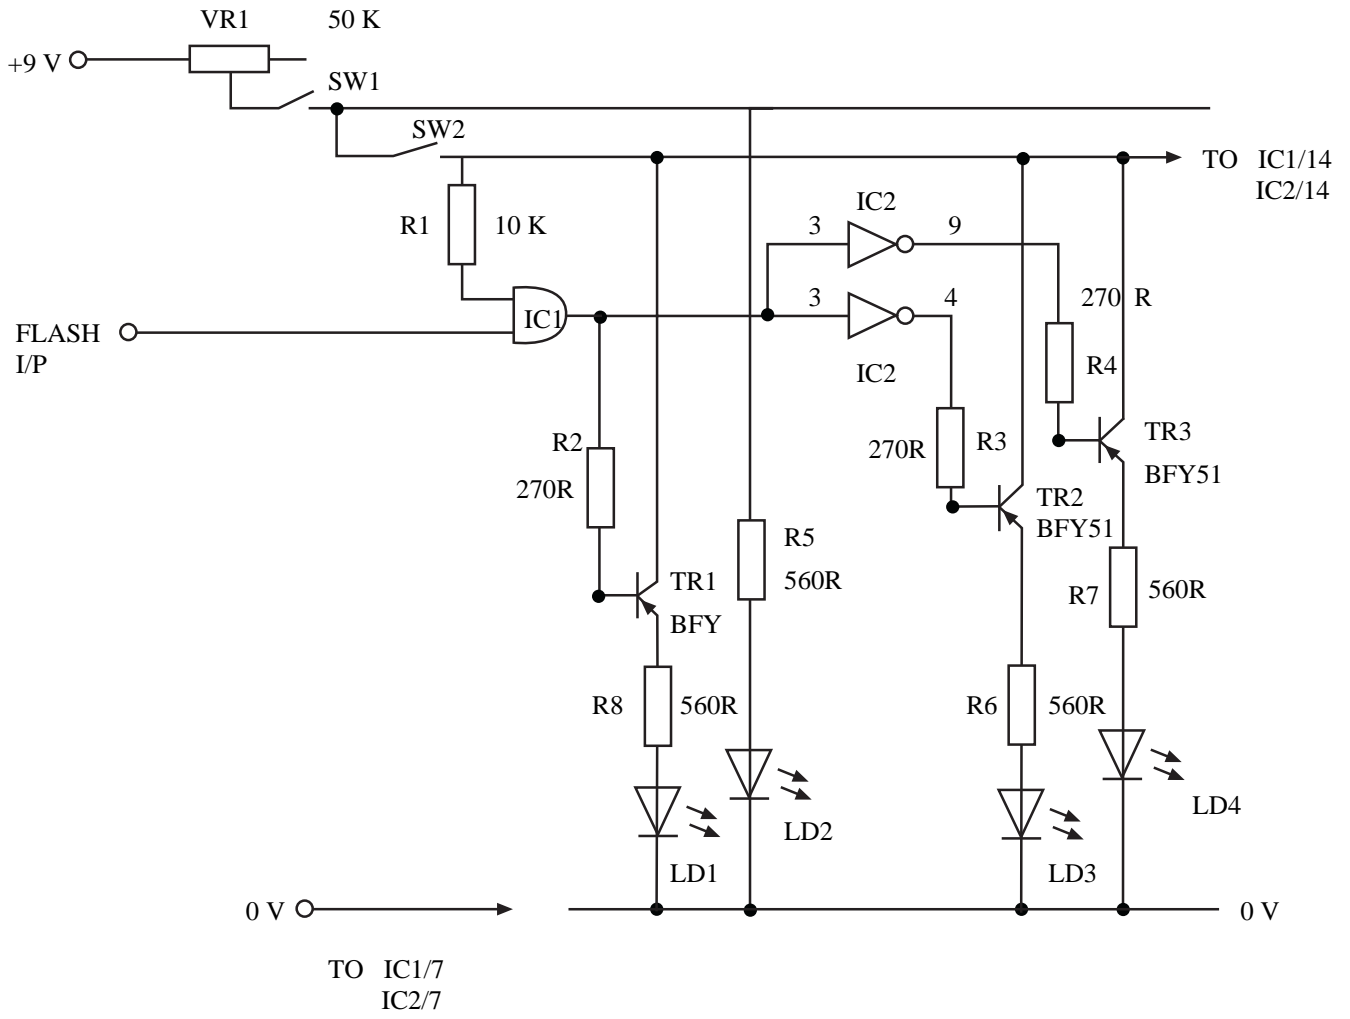 VR1 50 K
+9 V
SW1
SW2
TO IC1/14
IC2/14
IC2
R1 10 K
3 9
270 R
3 4
IC1
FLASH
I/P
R4
IC2
R2
270R
R3
270R
TR3
BFY51
TR2
BFY51
R5
560R
TR1
BFY
R7 560R
R8 560R
R6 560R
LD4
LD2
LD1
LD3
0 V
0 V
TO IC1/7
IC2/7